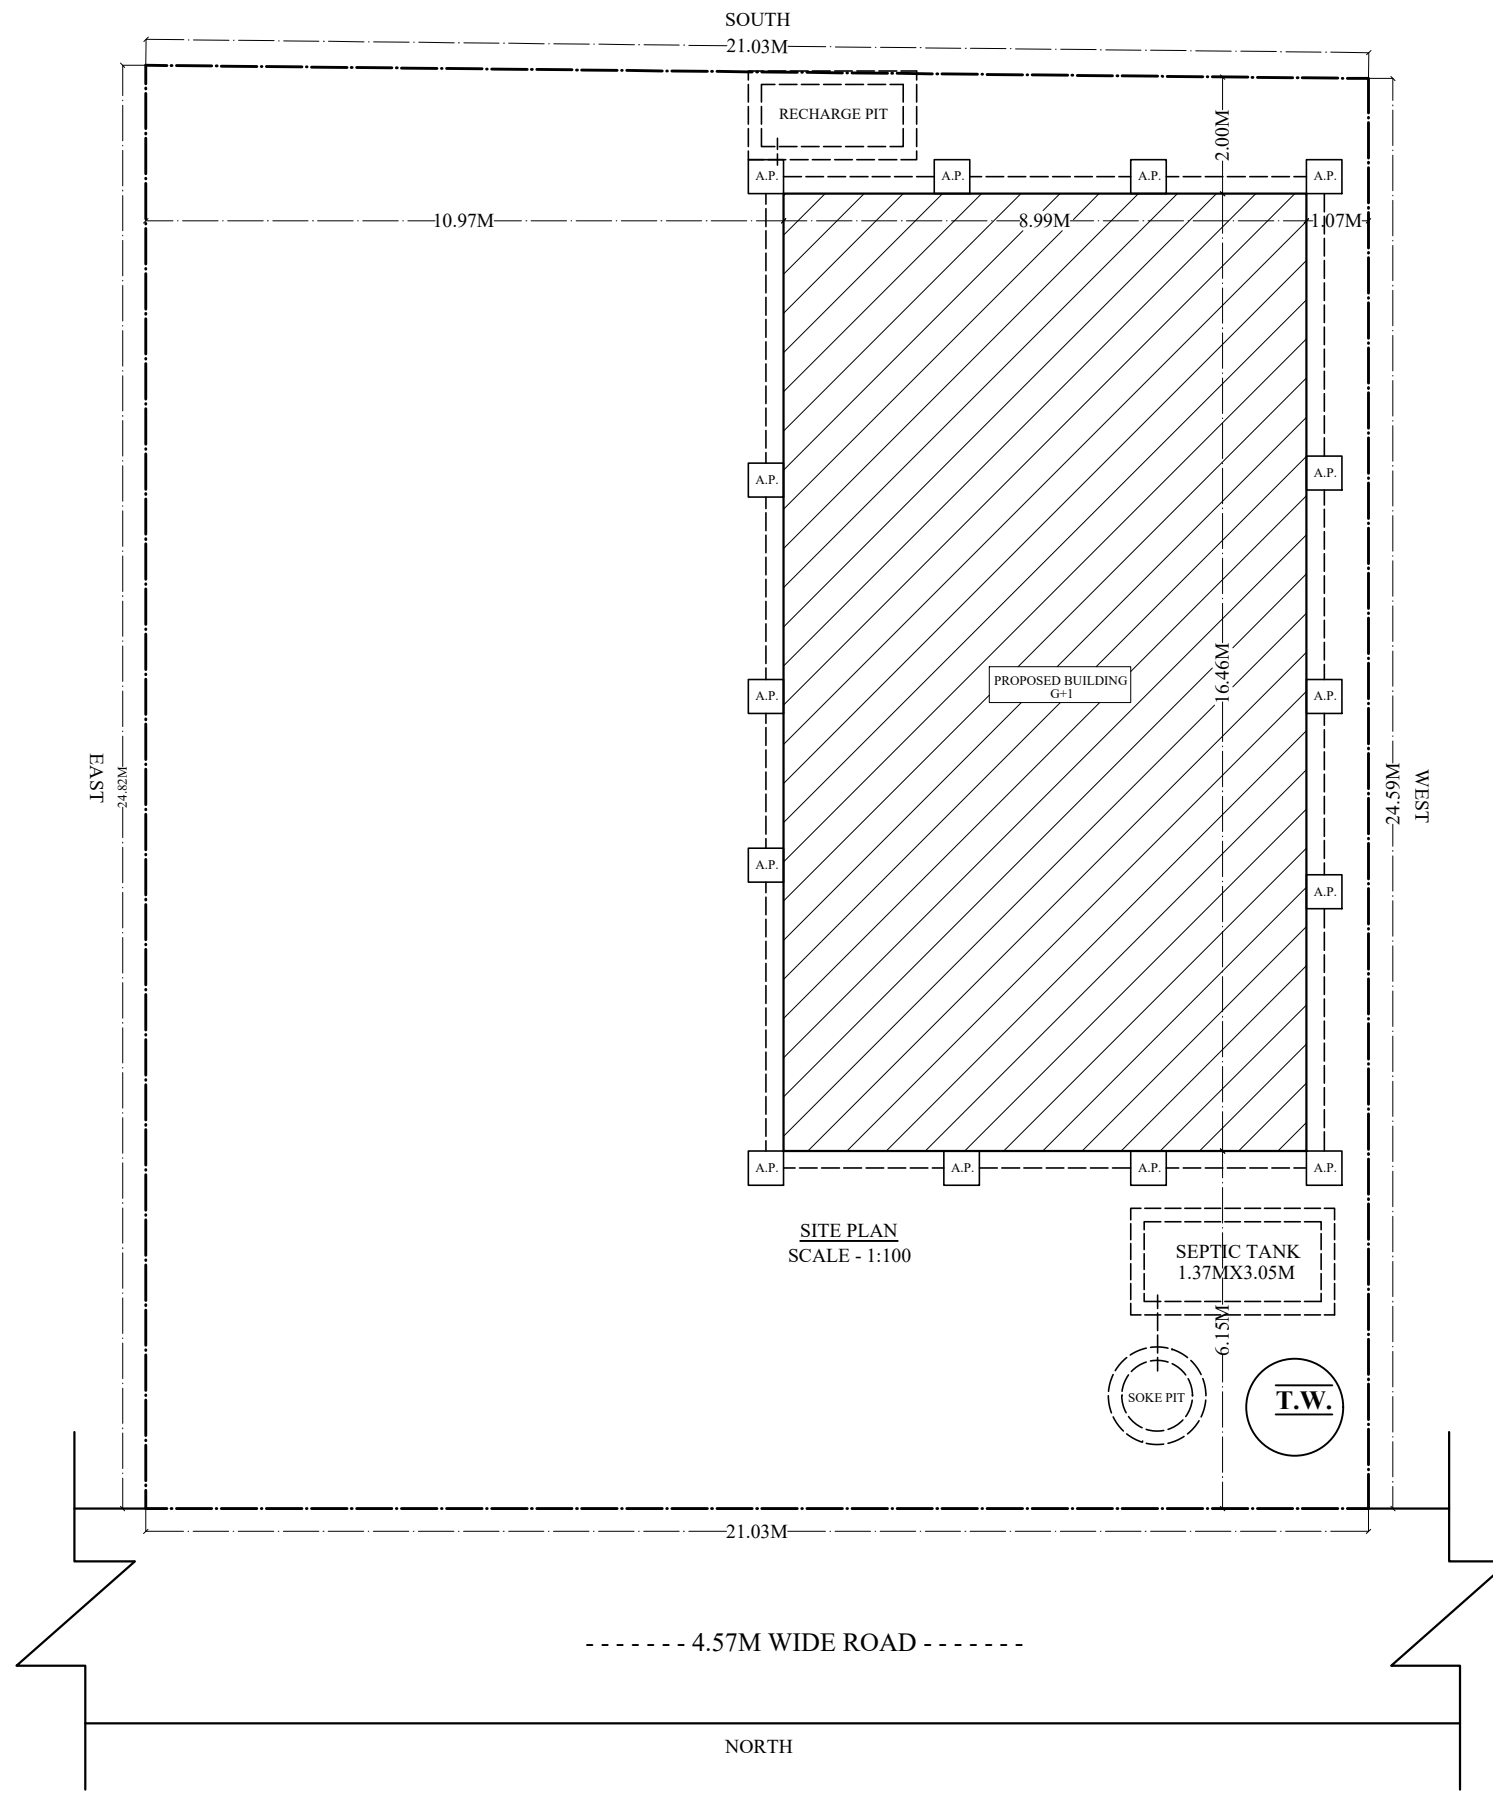 SOUTH
21.03M
RECHARGE PIT
2.00M
A.P.
A.P.
A.P.
A.P.
10.97M
8.99M
1.07M
A.P.
A.P.
PROPOSED BUILDING
G+1
16.46M
A.P.
A.P.
EAST
24.82M
24.59M
WEST
A.P.
A.P.
A.P.
A.P.
A.P.
A.P.
SITE PLAN
SCALE - 1:100
SEPTIC TANK
1.37MX3.05M
6.15M
SOKE PIT
T.W.
21.03M
- - - - - - - 4.57M WIDE ROAD - - - - - - -
NORTH